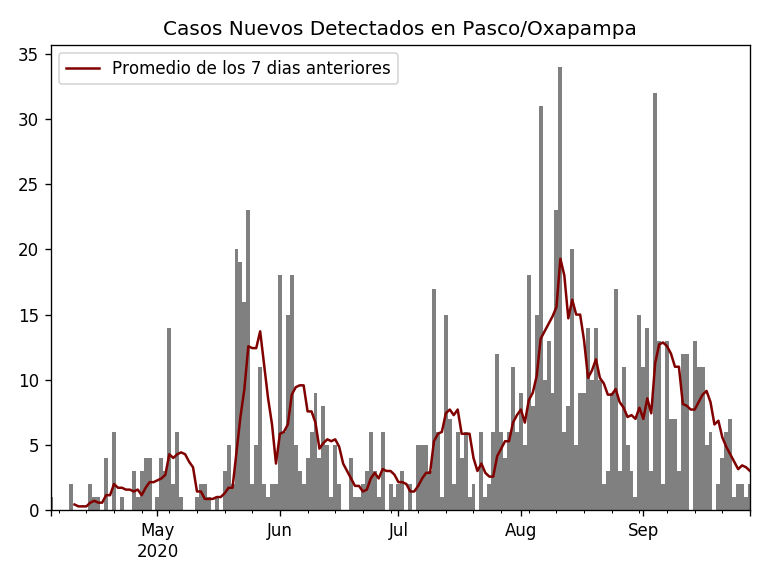 Casos Nuevos Detectados en Pasco/Oxapampa
Promedio de los 7 dias anteriores
35
30
25
20
15
10
5
0
May
2020
Jun
Jul
Aug
Sep